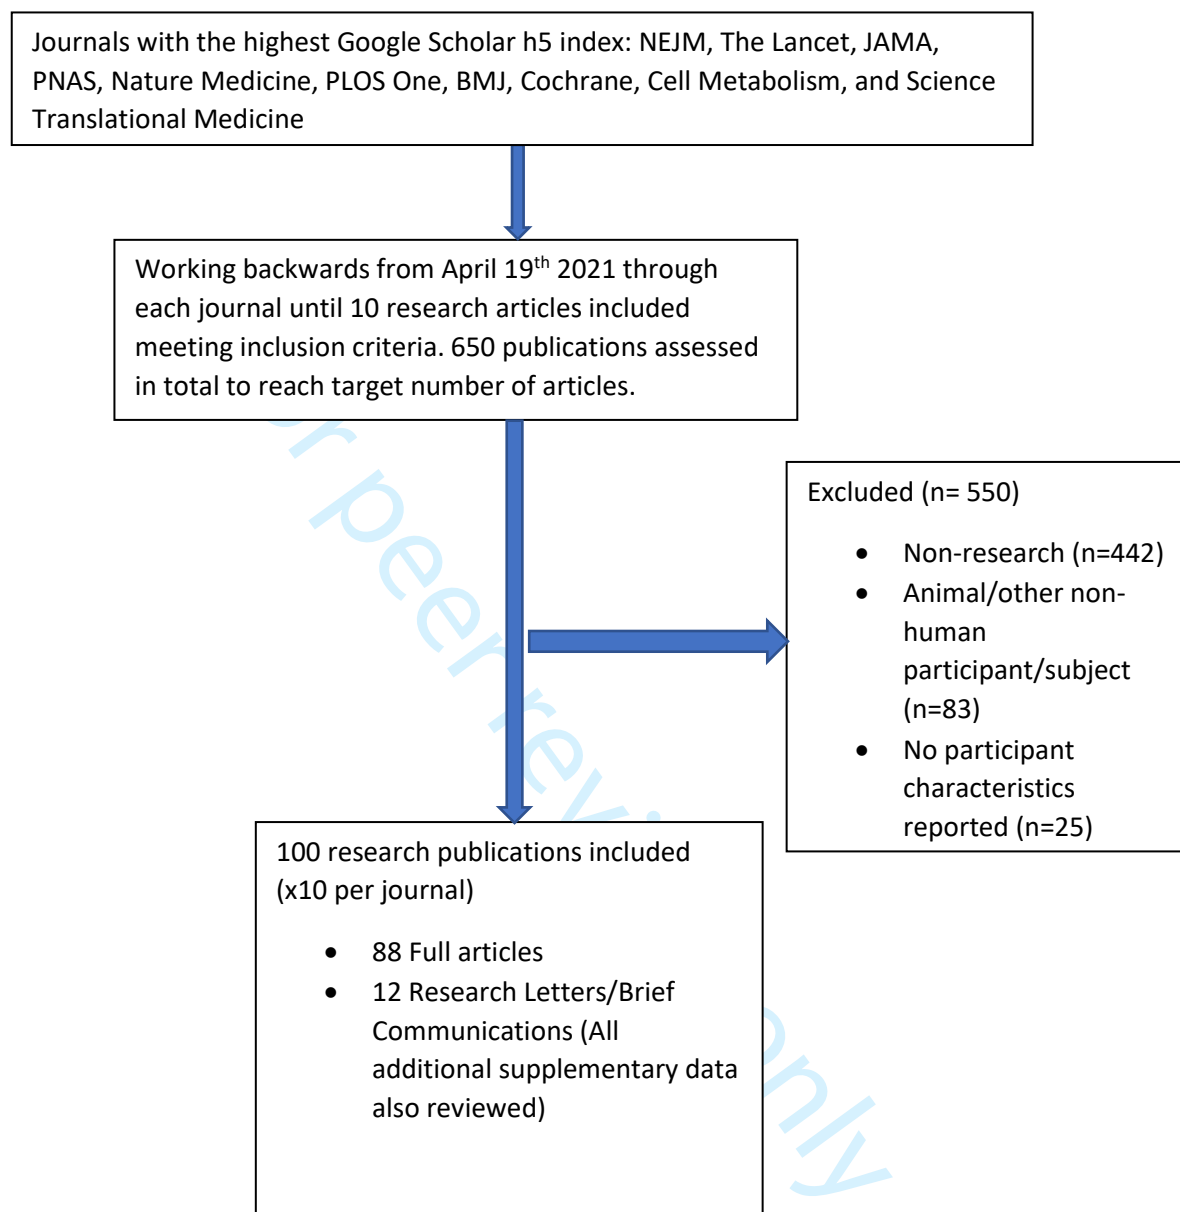 Journals with the highest Google Scholar h5 index: NEJM, The Lancet, JAMA,
PNAS, Nature Medicine, PLOS One, BMJ, Cochrane, Cell Metabolism, and Science
Translational Medicine
Working backwards from April 19th 2021 through
each journal until 10 research articles included
meeting inclusion criteria. 650 publications assessed
in total to reach target number of articles.
Excluded (n= 550)
• Non-research (n=442)
• Animal/other non-
human
participant/subject
(n=83)
• No participant
characteristics
reported (n=25)
100 research publications included
(x10 per journal)
• 88 Full articles
• 12 Research Letters/Brief
Communications (All
additional supplementary data
also reviewed)
or peer revi only